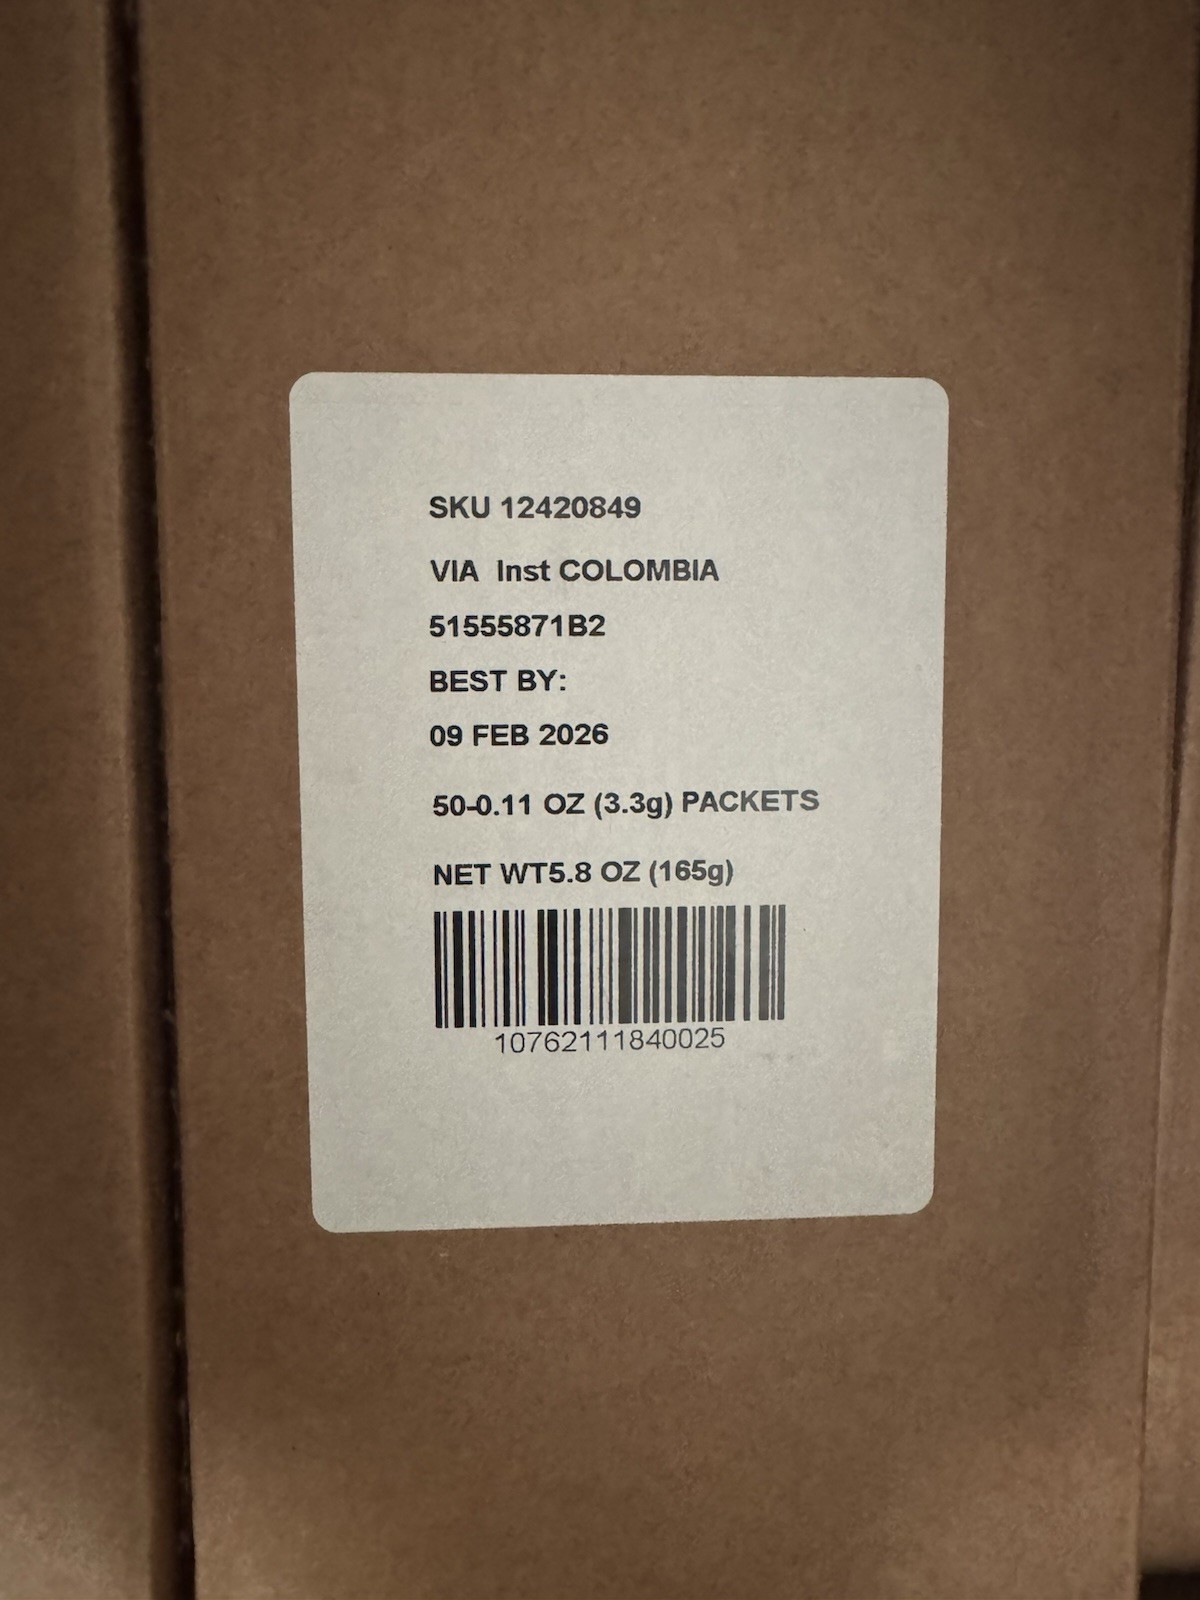 SKU 12420849
VIA Inst COLOMBIA
51555871B2
BEST BY:
09 FEB 2026
50-0.11 OZ (3.3g) PACKETS
NET WT5.8 OZ (165g)
10762111840025